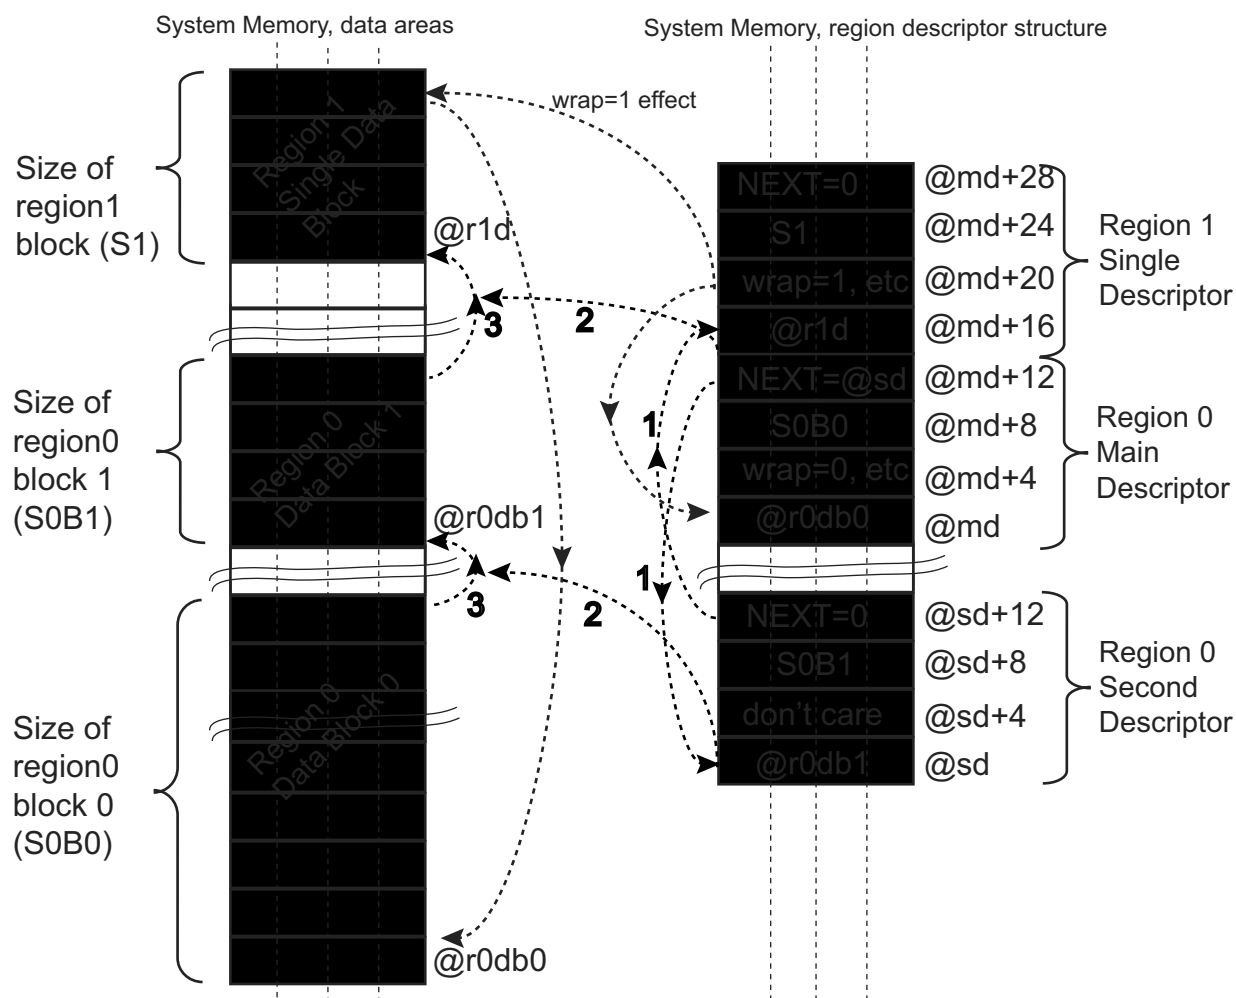 System Memory, data areas
System Memory, region descriptor structure
wrap=1 effect
Size of
region1
block (S1)
Region 1
Single Data
Block
@r1d
3
2
Size of
region0
block 1
(S0B1)
Region 0
Data Block 1
@r0db1
3
2
1
1
Size of
region0
block 0
(S0B0)
Region 0
Data Block 0
@r0db0
NEXT=0
@md+28
S1
@md+24
wrap=1, etc
@md+20
@r1d
@md+16
Region 1
Single
Descriptor
NEXT=@sd
@md+12
S0B0
@md+8
wrap=0, etc
@md+4
@r0db0
@md
Region 0
Main
Descriptor
NEXT=0
@sd+12
S0B1
@sd+8
don't care
@sd+4
@r0db1
@sd
Region 0
Second
Descriptor